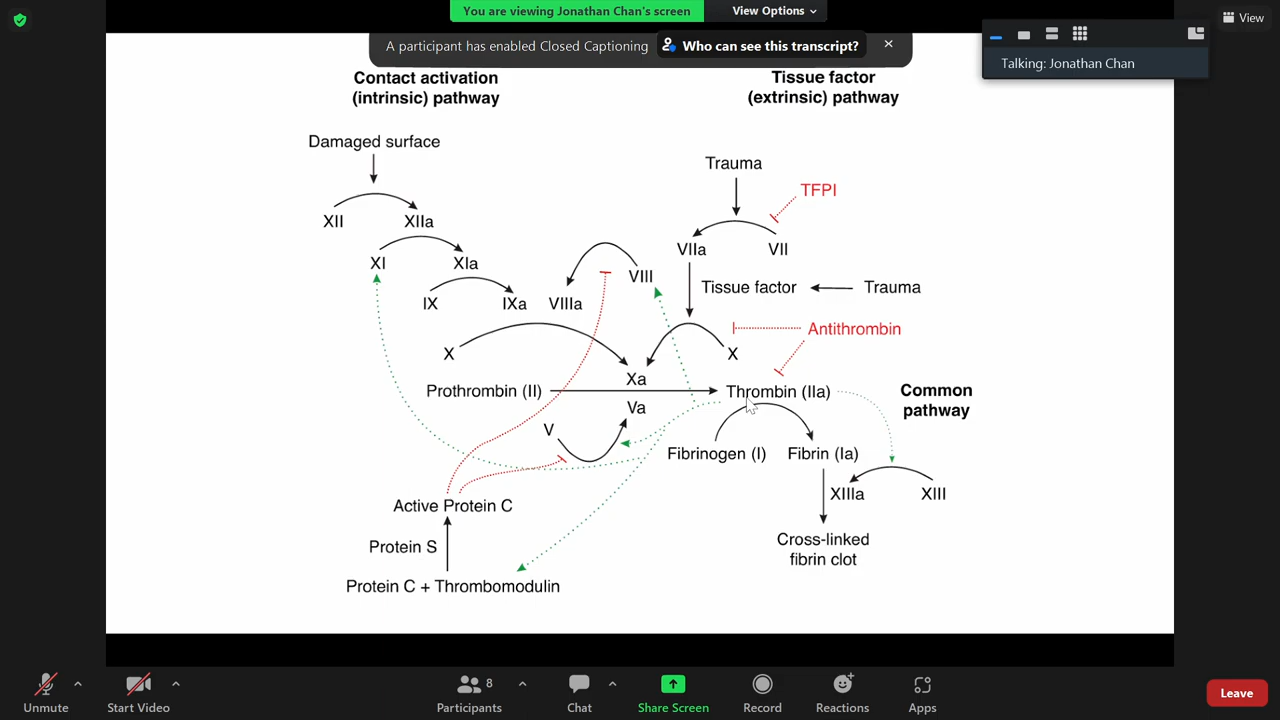 You are viewing Jonathan Chan's screen
View Options
View
A participant has enabled Closed Captioning
Who can see this transcript?
Talking: Jonathan Chan
Contact activation
(intrinsic) pathway
Tissue factor
(extrinsic) pathway
Damaged surface
Trauma
TFPI
XII
XIIa
VIIa
VII
XI
XIa
VIII
Tissue factor
Trauma
IX
IXa
VIIIa
Antithrombin
X
X
Xa
Prothrombin (II)
Thrombin (IIa)
Common
pathway
Va
V
Fibrinogen (I)
Fibrin (Ia)
XIIIa
XIII
Active Protein C
Cross-linked
fibrin clot
Protein S
Protein C + Thrombomodulin
Unmute
Start Video
Participants
8
Chat
Share Screen
Record
Reactions
Apps
Leave